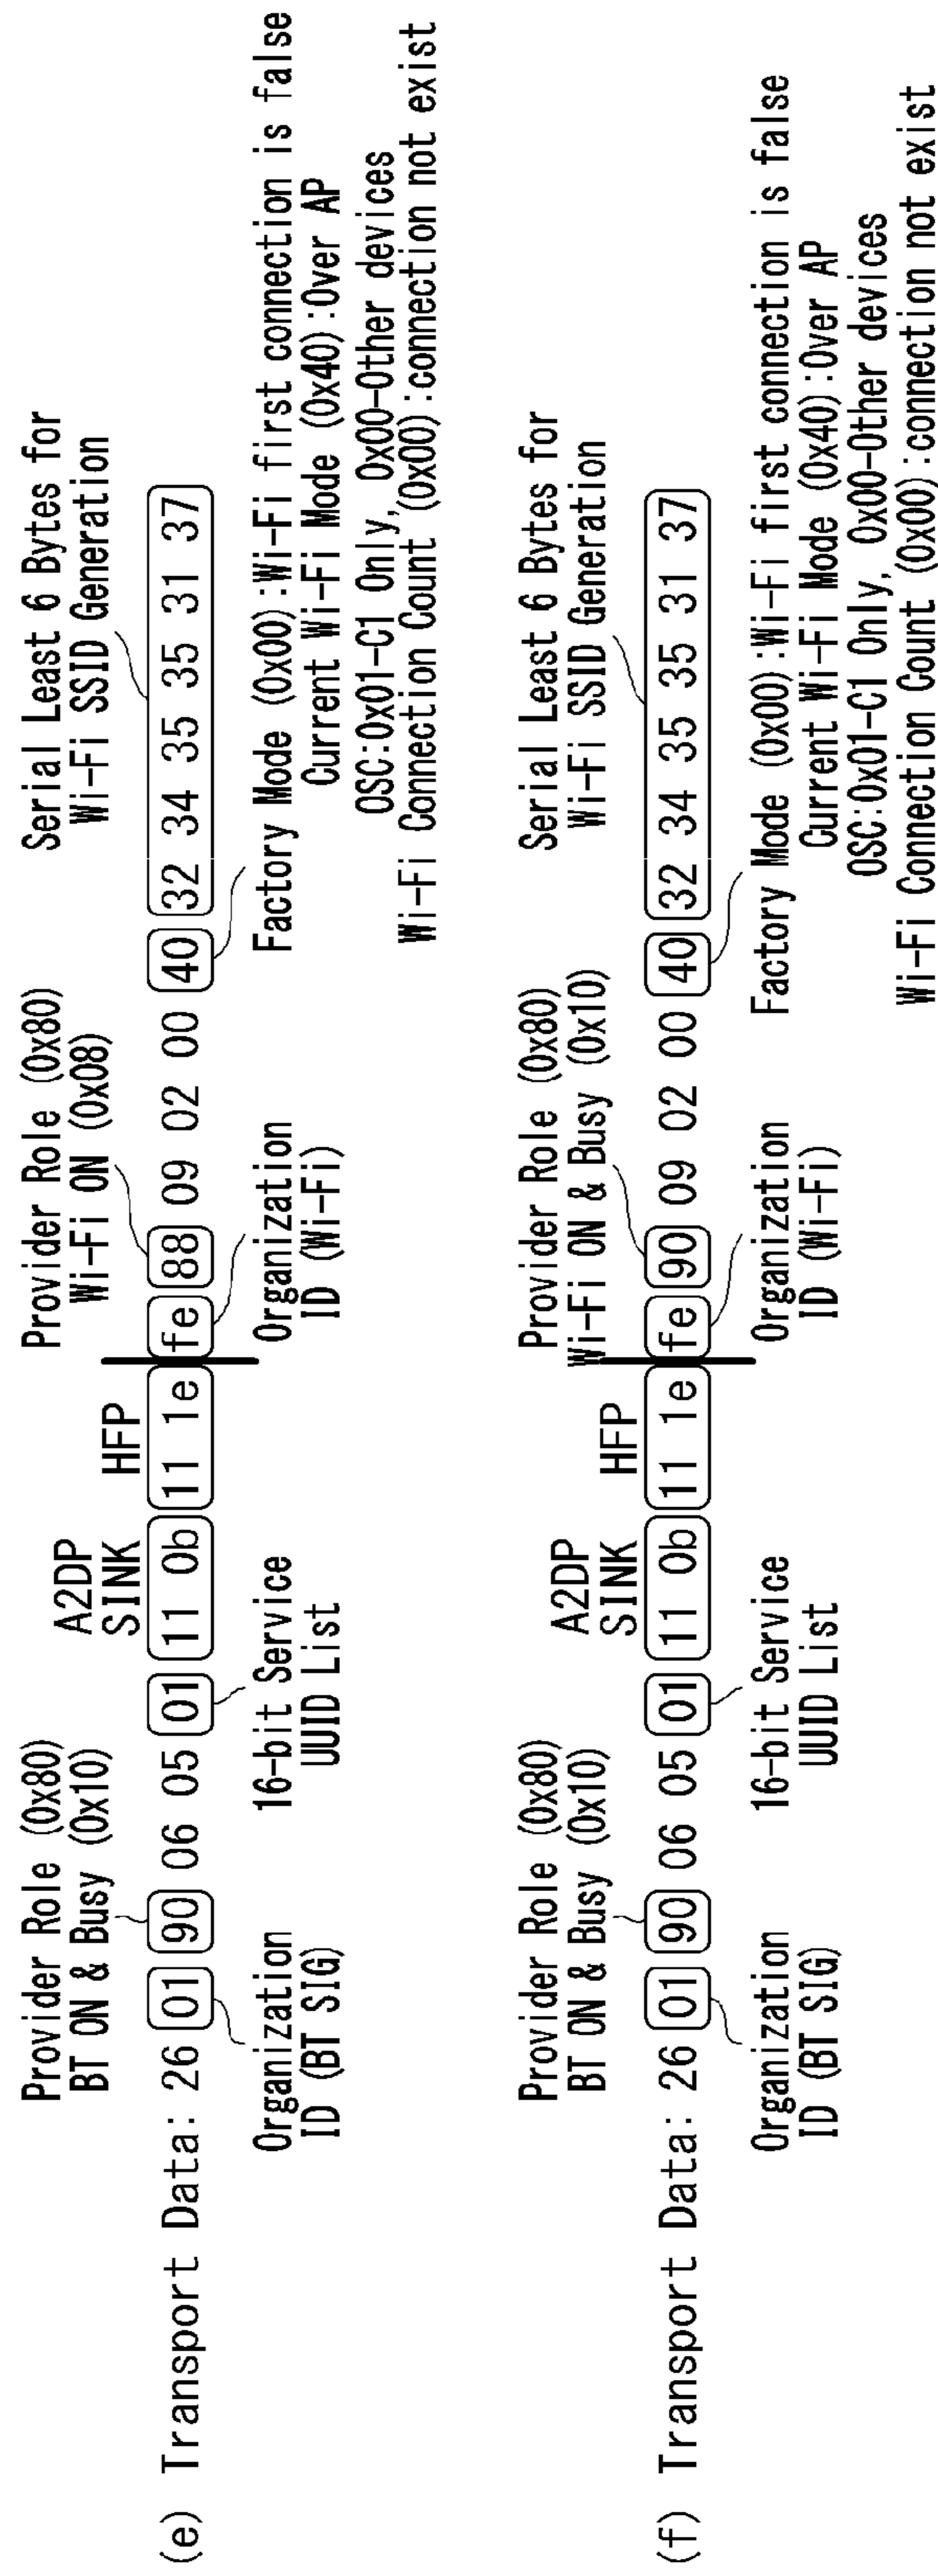 Provider Role (0x80)
BT ON & Busy (0x10)
A2DP
SINK
HFP
Provider Role (0x80)
Wi-Fi ON (0x08)
Serial Least 6 Bytes for
Wi-Fi SSID Generation
(e) Transport Data: 26 01 90 06 05 01 11 0b 11 1e fe 88 09 02 00 40 32 34 35 35 31 37
Organization
ID (BT SIG)
16-bit Service
UUID List
Organization
ID (Wi-Fi)
Factory Mode (0x00):Wi-Fi first connection is false
Current Wi-Fi Mode (0x40):Over AP
OSC:0x01-C1 Only, 0x00-Other devices
Wi-Fi Connection Count (0x00):connection not exist
Provider Role (0x80)
BT ON & Busy (0x10)
A2DP
SINK
HFP
Provider Role (0x80)
Wi-Fi ON & Busy (0x10)
Serial Least 6 Bytes for
Wi-Fi SSID Generation
(f) Transport Data: 26 01 90 06 05 01 11 0b 11 1e fe 90 09 02 00 40 32 34 35 35 31 37
Organization
ID (BT SIG)
16-bit Service
UUID List
Organization
ID (Wi-Fi)
Factory Mode (0x00):Wi-Fi first connection is false
Current Wi-Fi Mode (0x40):Over AP
OSC:0x01-C1 Only, 0x00-Other devices
Wi-Fi Connection Count (0x00):connection not exist